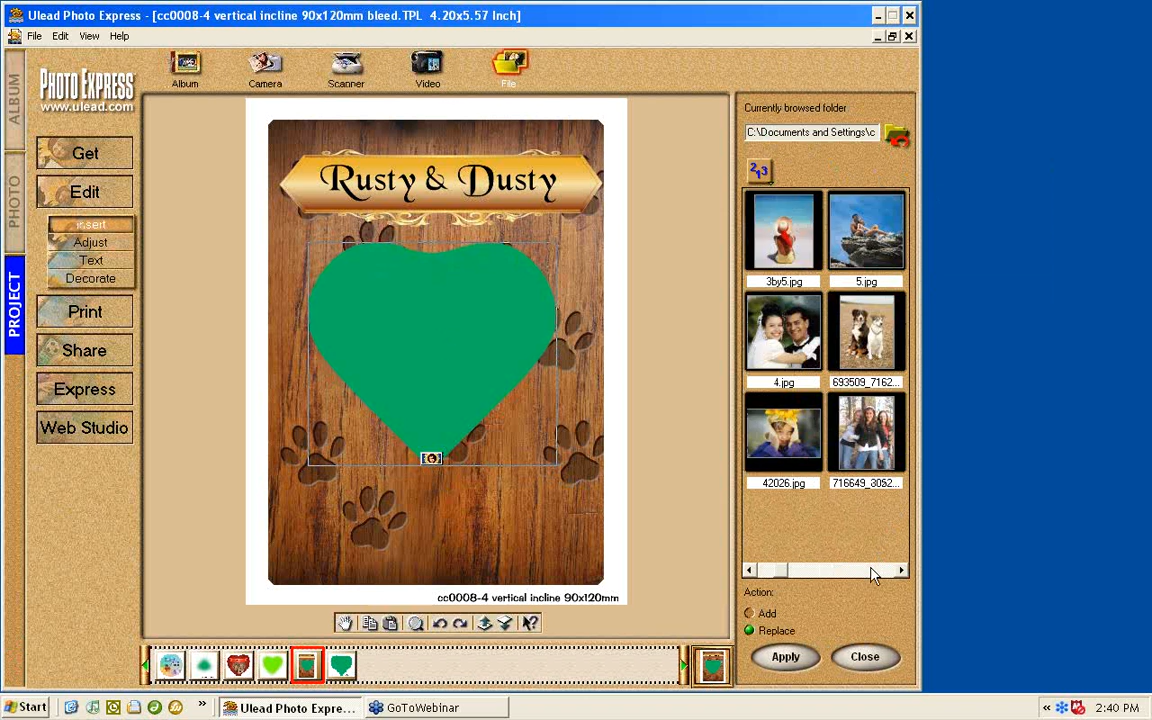 Ulead Photo Express - [cc0008-4 vertical incline 90x120mm bleed.TPL 4.20x5.57 Inch]
File Edit View Help
ALBUM
PHOTO
PROJECT
PHOTO EXPRESS
www.ulead.com
Album Camera Scanner Video File
Get
Edit
Insert
Adjust
Text
Decorate
Print
Share
Express
Web Studio
Rusty & Dusty
cc0008-4 vertical incline 90x120mm
Currently browsed folder
C:\Documents and Settings\c
213
3by5.jpg 5.jpg
4.jpg 693509_7162...
42026.jpg 716649_3052...
Action:
Add
Replace
Apply Close
Start
»
Ulead Photo Expre...
GoToWebinar
«
2:40 PM